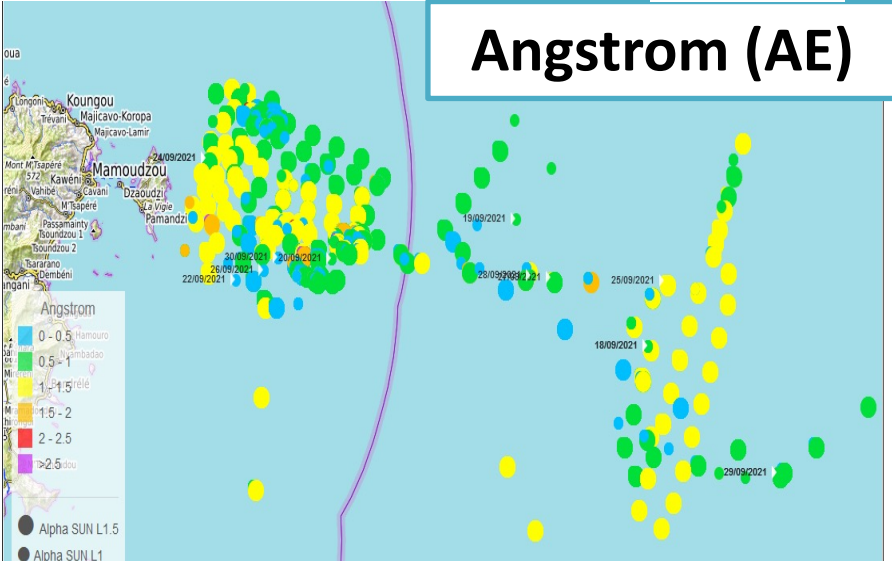 Angstrom (AE)
oua
é
Longoni
Koungou
Trévani
Majicavo-Koropa
Majicavo-Lamir
24/09/2021
Mont M'Tsapéré
572
Mamoudzou
Kawéni
Vahibé
Cavani
Dzaoudzi
M'Tsapéré
La Vigie
Pamandzi
Passamainty
Tsoundzou 1
Tsoundzou 2
Tsararano
Dembéni
19/09/2021
30/09/2021
20/09/2021
26/09/2021
22/09/2021
28/09/2021
25/09/2021
18/09/2021
29/09/2021
Angstrom
0 - 0.5
Hamouro
0.5 - 1
Nyambadao
1 - 1.5
1.5 - 2
2 - 2.5
>2.5
Alpha SUN L1.5
Alpha SUN L1